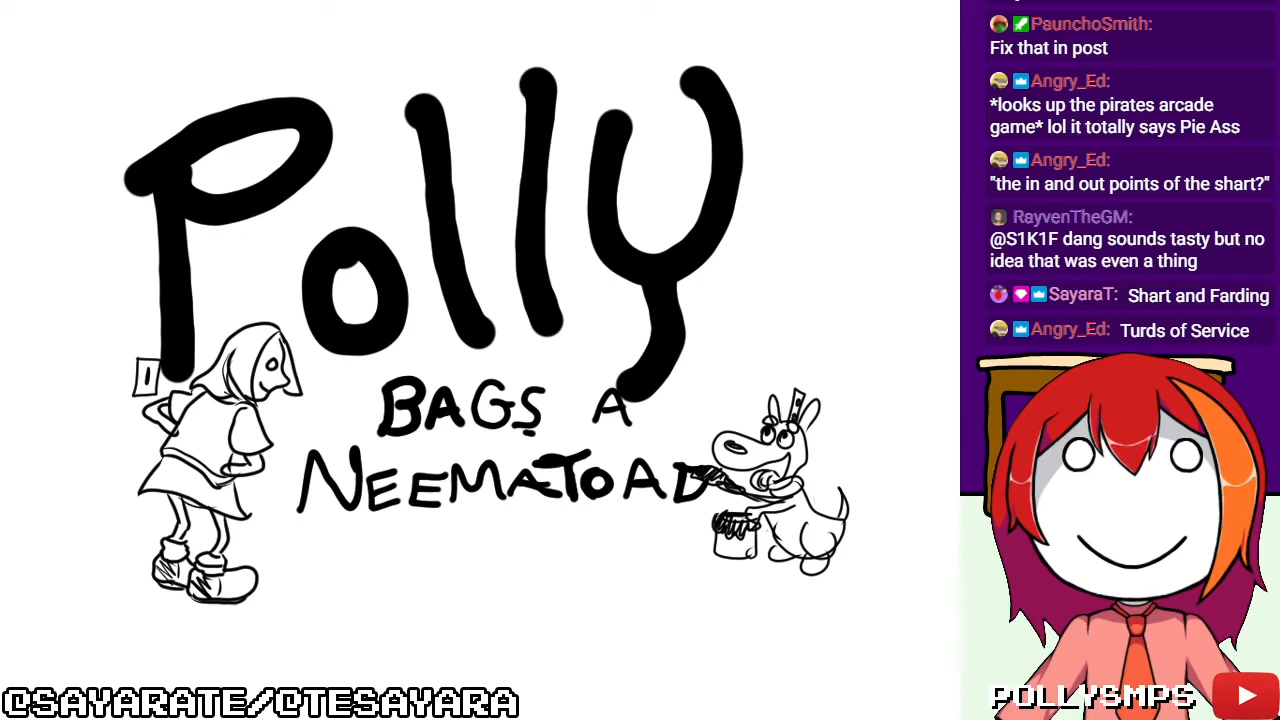 Polly
BAGS A
NEEMATOAD
PaunchoSmith:
Fix that in post
Angry_Ed:
*looks up the pirates arcade
game* lol it totally says Pie Ass
Angry_Ed:
"the in and out points of the shart?"
RayvenTheGM:
@S1K1F dang sounds tasty but no
idea that was even a thing
SayaraT: Shart and Farding
Angry_Ed: Turds of Service
@SAYARATE/@TESAYARA
POLLYSMPS